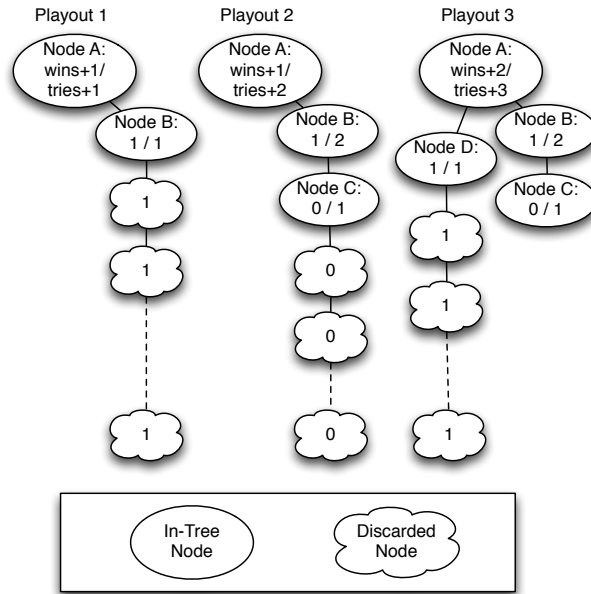 Playout 1
Node A:
wins+1/
tries+1
Node B:
1 / 1
1
1
1
Playout 2
Node A:
wins+1/
tries+2
Node B:
1 / 2
Node C:
0 / 1
0
0
0
Playout 3
Node A:
wins+2/
tries+3
Node D:
1 / 1
Node B:
1 / 2
Node C:
0 / 1
1
1
1
In-Tree
Node
Discarded
Node